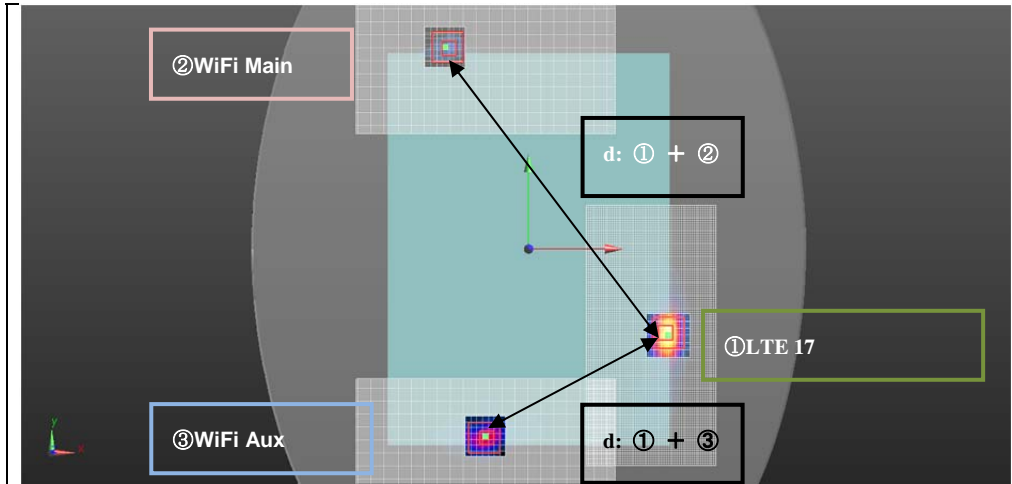 ②WiFi Main
d: ① + ②
①LTE 17
③WiFi Aux
d: ① + ③
y
x